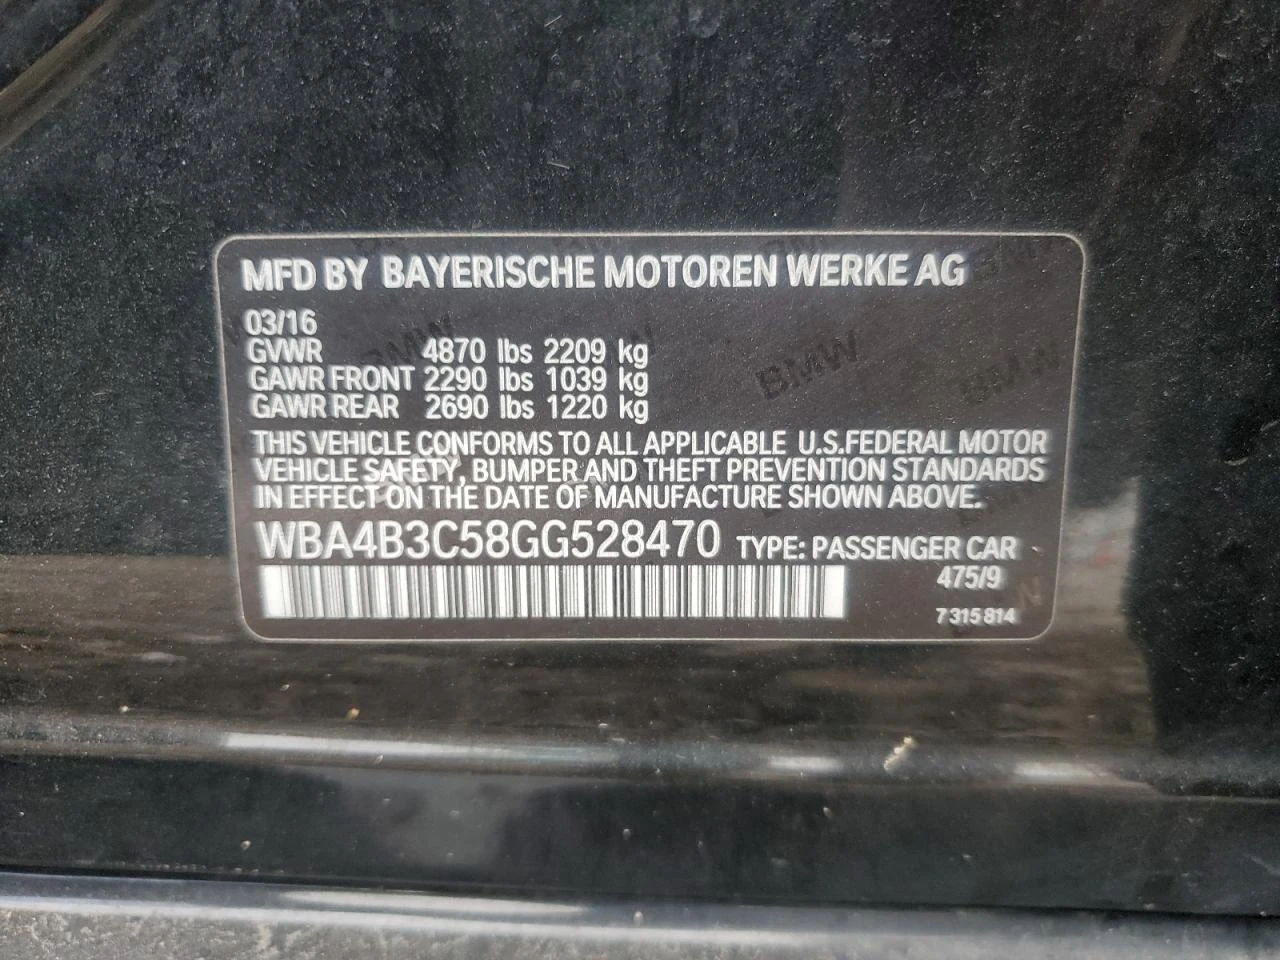 MFD BY BAYERISCHE MOTOREN WERKE AG
03/16
GVWR 4870 lbs 2209 kg
GAWR FRONT 2290 lbs 1039 kg
GAWR REAR 2690 lbs 1220 kg
THIS VEHICLE CONFORMS TO ALL APPLICABLE U.S.FEDERAL MOTOR
VEHICLE SAFETY, BUMPER AND THEFT PREVENTION STANDARDS
IN EFFECT ON THE DATE OF MANUFACTURE SHOWN ABOVE.
WBA4B3C58GG528470 TYPE: PASSENGER CAR
475/9
7 315 814
BMW
BMW
BMW